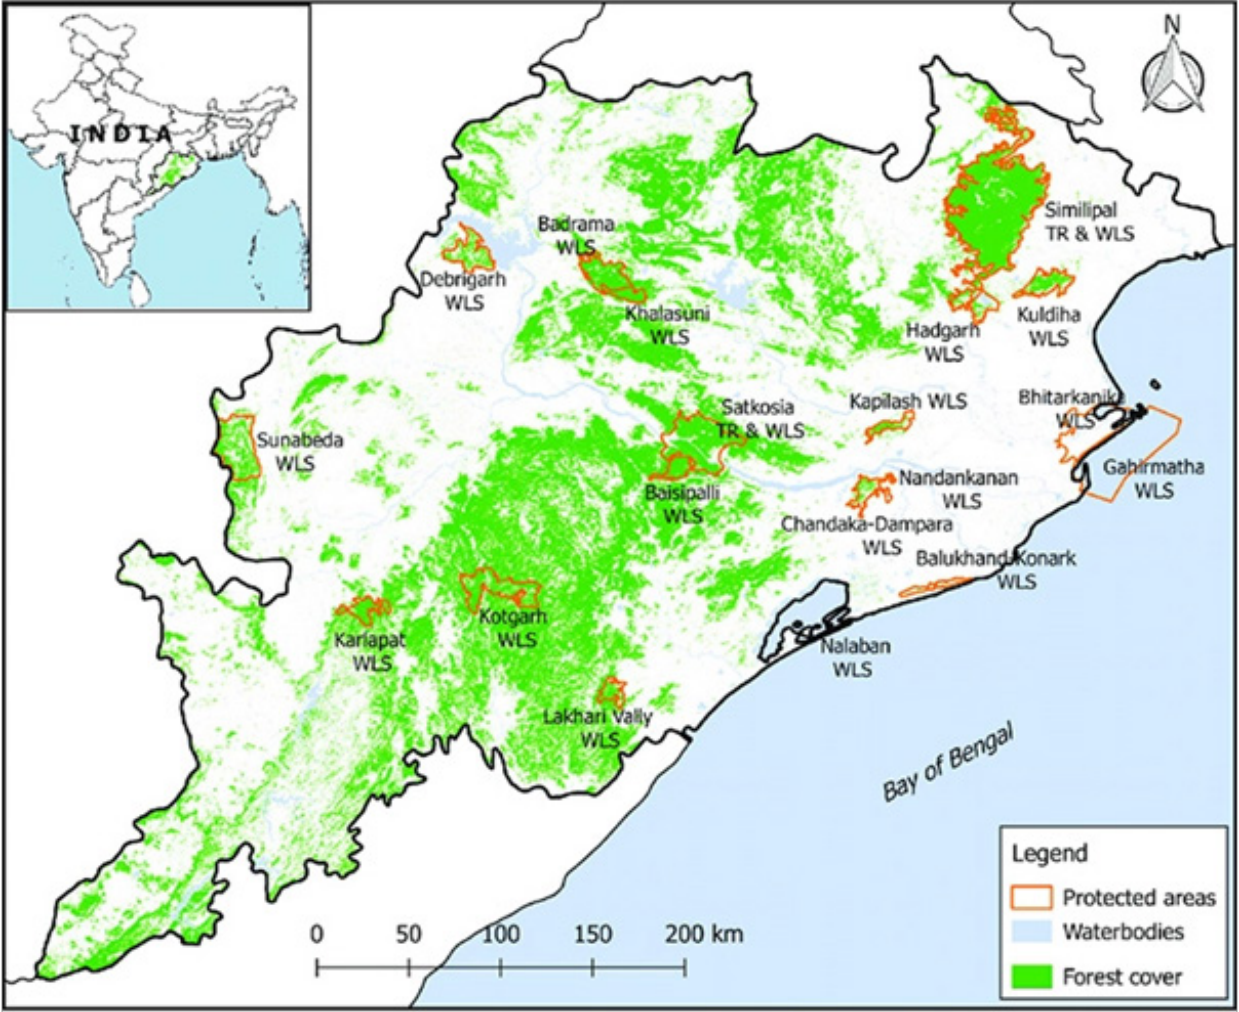 INDIA
N
Similipal
TR & WLS
Badrama
WLS
Debrigarh
WLS
Khalasuni
WLS
Hadgarh
WLS
Kuldiha
WLS
Satkosia
TR & WLS
Kapilash WLS
Bhitarkanika
WLS
Sunabeda
WLS
Gahirmatha
WLS
Baisipalli
WLS
Nandankanan
WLS
Chandaka-Dampara
WLS
Balukhand-Konark
WLS
Kotgarh
WLS
Karlapat
WLS
Nalaban
WLS
Lakhari Vally
WLS
Bay of Bengal
Legend
Protected areas
Waterbodies
Forest cover
0 50 100 150 200 km